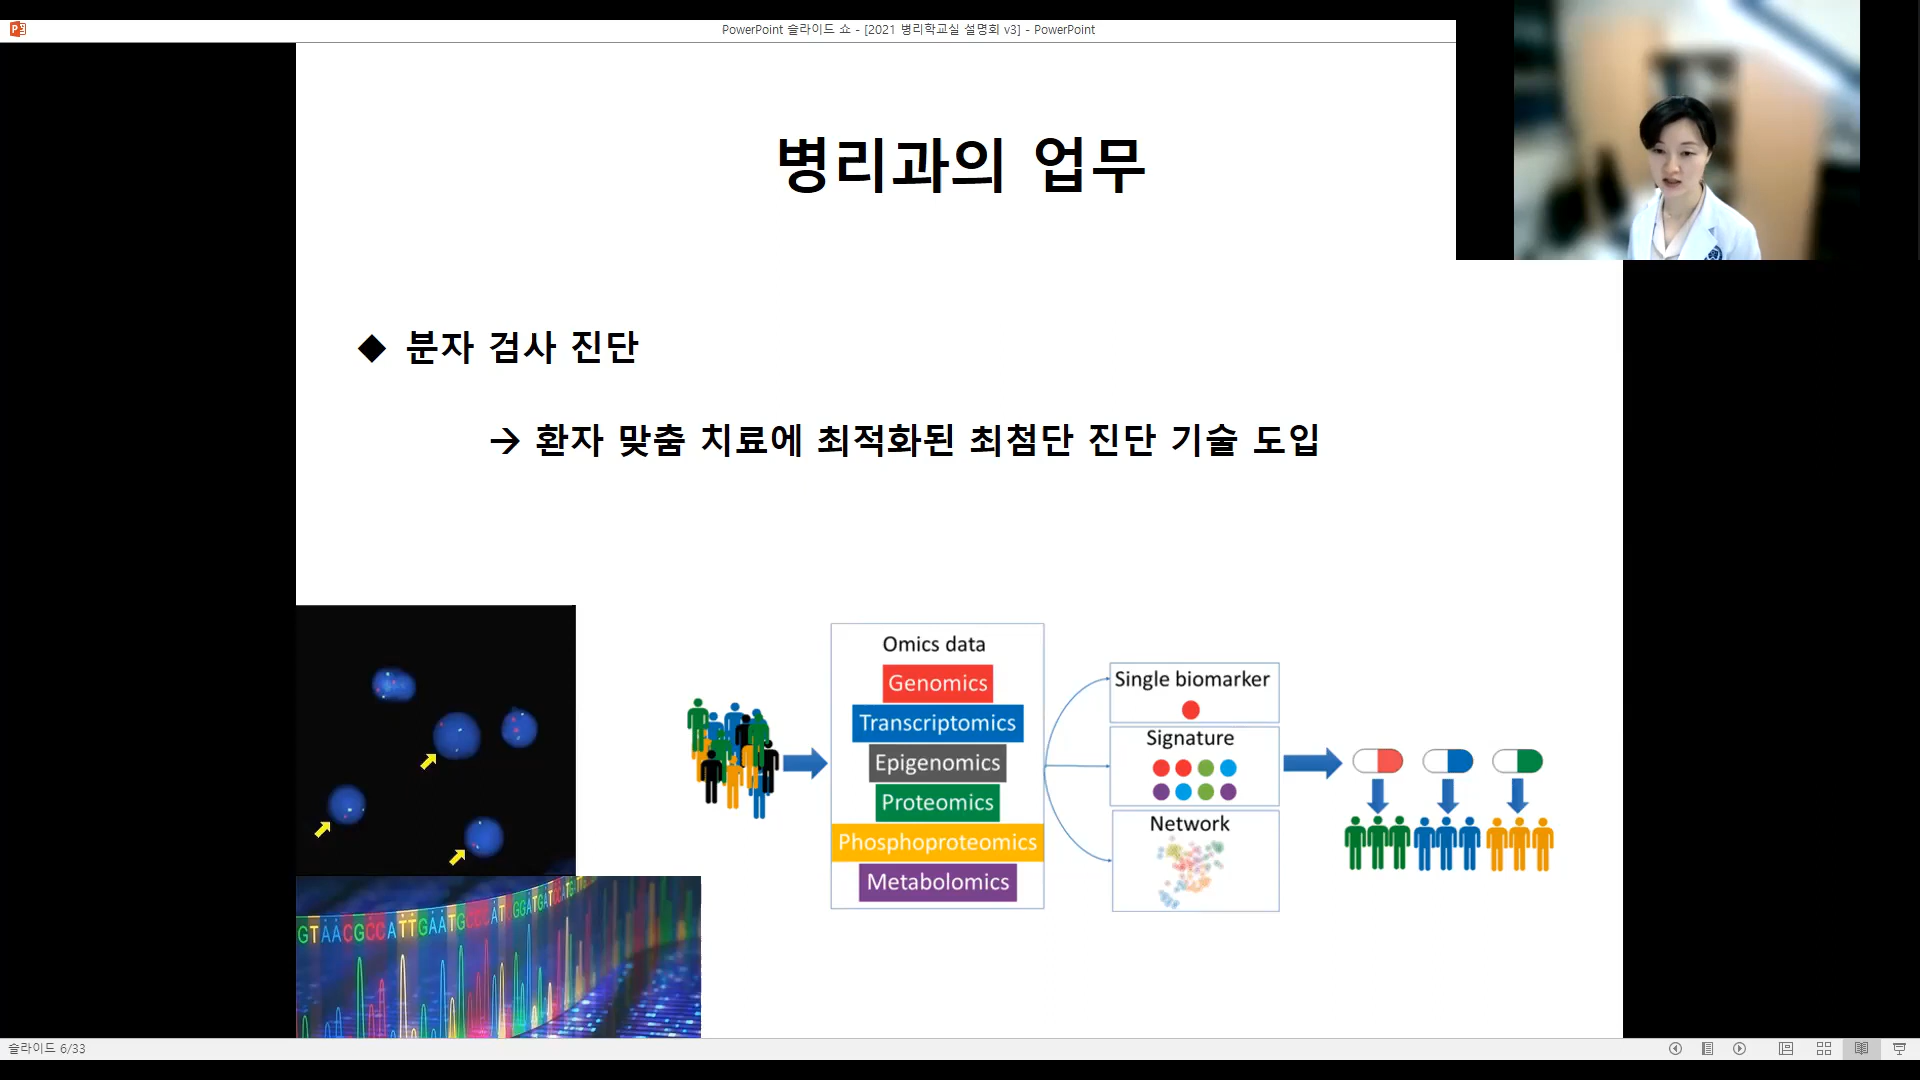 PowerPoint 슬라이드 쇼 - [2021 병리학교실 설명회 v3] - PowerPoint
병리과의 업무
◆ 분자 검사 진단
→ 환자 맞춤 치료에 최적화된 최첨단 진단 기술 도입
Omics data
Genomics
Transcriptomics
Epigenomics
Proteomics
Phosphoproteomics
Metabolomics
Single biomarker
Signature
Network
GTAACGCCATTGAATGCCCAT
슬라이드 6/33